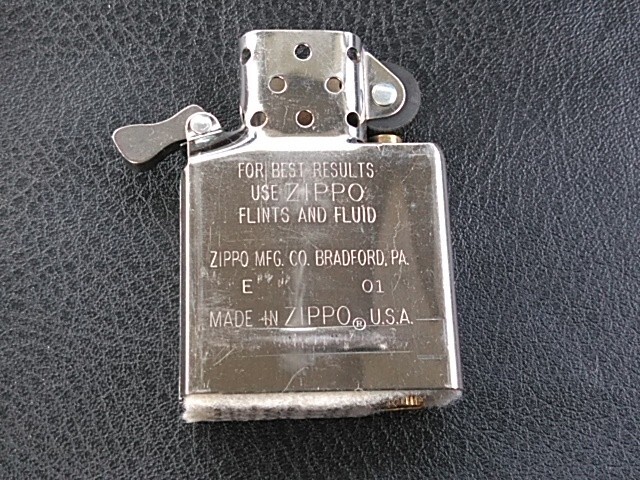 FOR BEST RESULTS
USE ZIPPO
FLINTS AND FLUID
ZIPPO MFG. CO. BRADFORD, PA.
E 01
MADE IN ZIPPO® U.S.A.